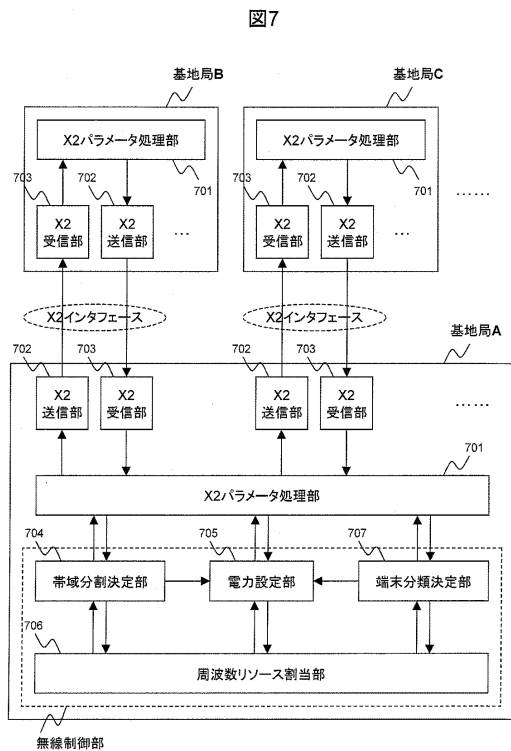 図7
基地局B
基地局C
X2パラメータ処理部
X2パラメータ処理部
701
701
703
702
703
702
X2
受信部
X2
送信部
...
X2
受信部
X2
送信部
...
......
X2インタフェース
X2インタフェース
基地局A
702
703
702
703
X2
送信部
X2
受信部
X2
送信部
X2
受信部
......
701
X2パラメータ処理部
704
705
707
帯域分割決定部
電力設定部
端末分類決定部
706
周波数リソース割当部
無線制御部